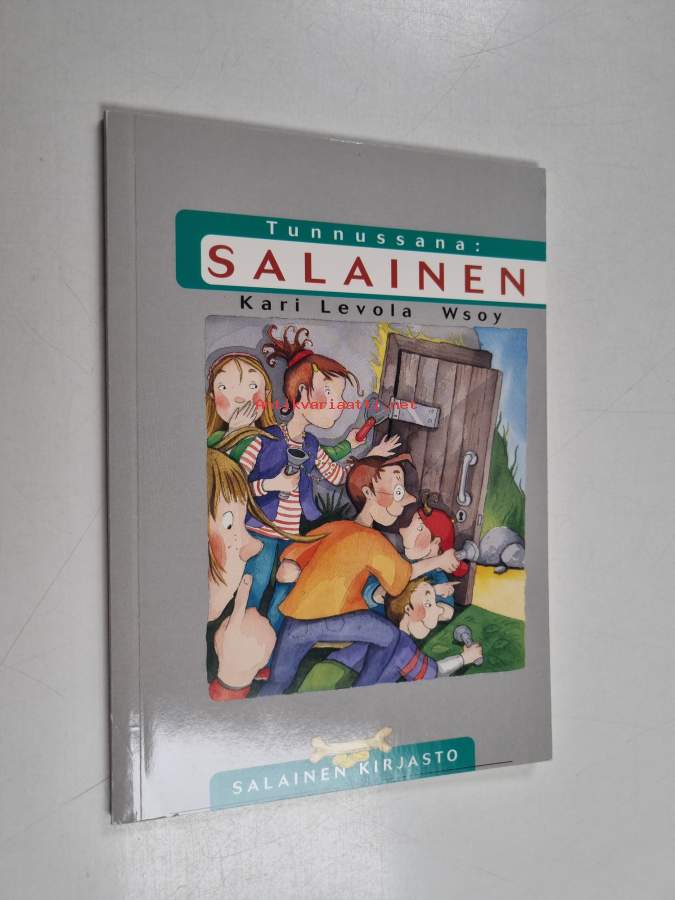 Tunnussana:
SALAINEN
Kari Levola Wsoy
Antikvariaatti.net
SALAINEN KIRJASTO